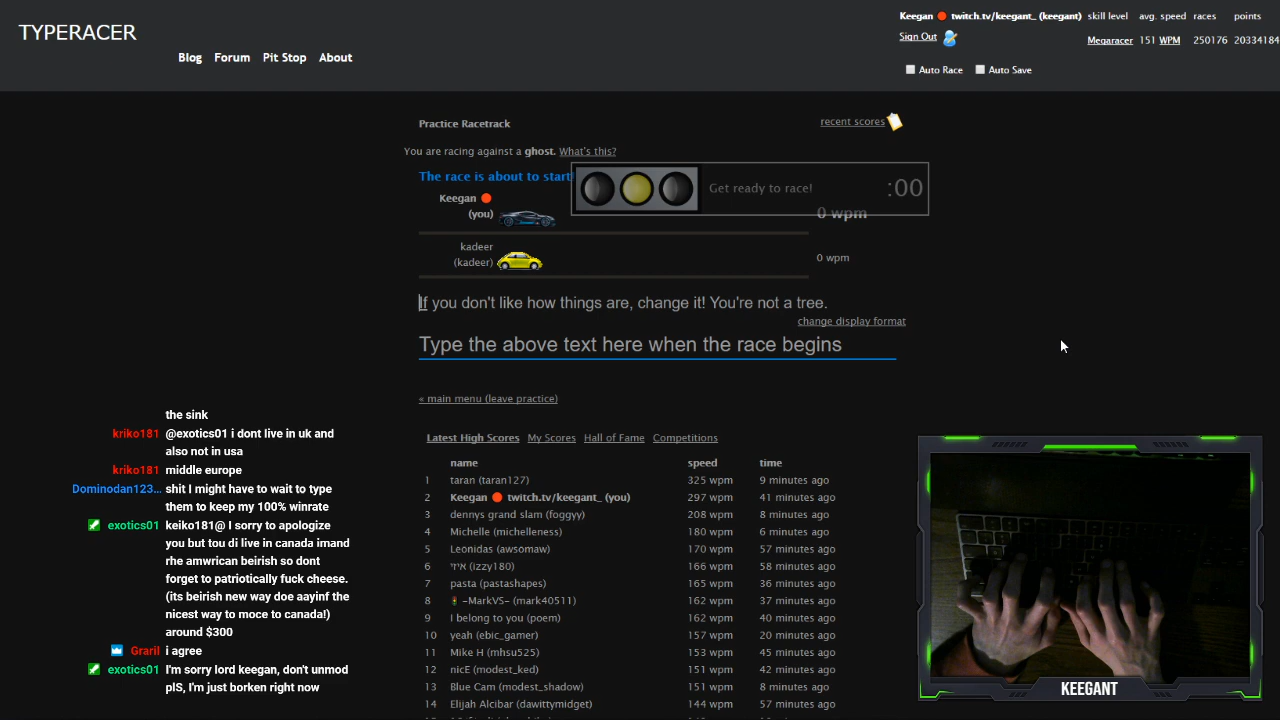 TYPERACER
Blog Forum Pit Stop About
Keegan twitch.tv/keegant_ (keegant) skill level avg. speed races points
Sign Out Megaracer 151 WPM 250176 20334184
Auto Race Auto Save
Practice Racetrack recent scores
You are racing against a ghost. What's this?
The race is about to start!
Get ready to race! :00
Keegan
(you) 0 wpm
kadeer
(kadeer) 0 wpm
If you don't like how things are, change it! You're not a tree.
change display format
Type the above text here when the race begins
« main menu (leave practice)
Latest High Scores My Scores Hall of Fame Competitions
name speed time
1 taran (taran127) 325 wpm 9 minutes ago
2 Keegan twitch.tv/keegant_ (you) 297 wpm 41 minutes ago
3 dennys grand slam (foggyy) 208 wpm 8 minutes ago
4 Michelle (michelleness) 180 wpm 6 minutes ago
5 Leonidas (awsomaw) 170 wpm 57 minutes ago
6 איזי (izzy180) 166 wpm 58 minutes ago
7 pasta (pastashapes) 165 wpm 36 minutes ago
8 -MarkVS- (mark40511) 162 wpm 37 minutes ago
9 I belong to you (poem) 162 wpm 40 minutes ago
10 yeah (ebic_gamer) 157 wpm 20 minutes ago
11 Mike H (mhsu525) 153 wpm 45 minutes ago
12 nicE (modest_ked) 151 wpm 42 minutes ago
13 Blue Cam (modest_shadow) 151 wpm 8 minutes ago
14 Elijah Alcibar (dawittymidget) 144 wpm 57 minutes ago
the sink
kriko181 @exotics01 i dont live in uk and
also not in usa
kriko181 middle europe
Dominodan123... shit I might have to wait to type
them to keep my 100% winrate
exotics01 keiko181@ I sorry to apologize
you but tou di live in canada imand
rhe amwrican beirish so dont
forget to patriotically fuck cheese.
(its beirish new way doe aayinf the
nicest way to moce to canada!)
around $300
Graril i agree
exotics01 I'm sorry lord keegan, don't unmod
plS, I'm just borken right now
KEEGANT